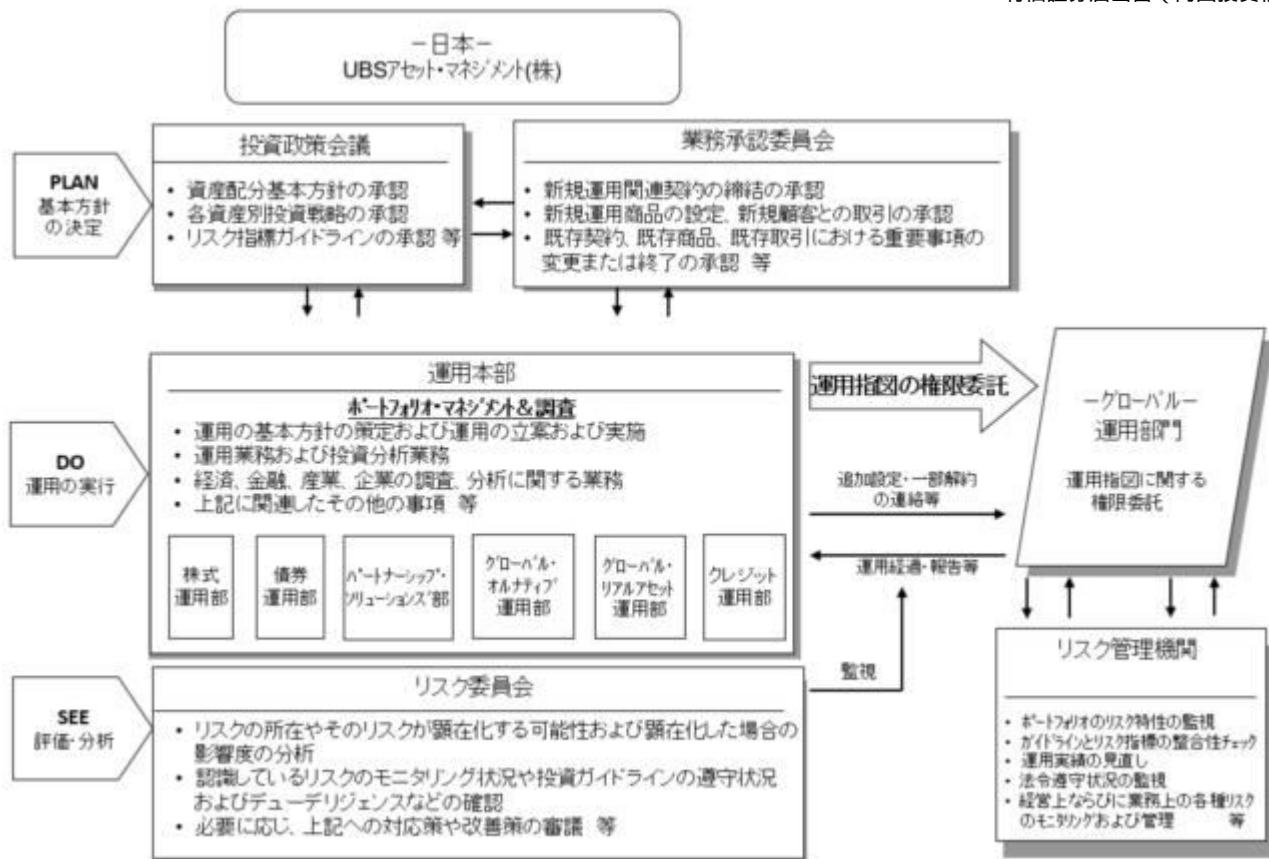 －日本－
UBSアセット・マネジメント(株)
投資政策会議
・ 資産配分基本方針の承認
・ 各資産別投資戦略の承認
・ リスク指標ガイドラインの承認 等
業務承認委員会
・ 新規運用関連契約の締結の承認
・ 新規運用商品の設定、新規顧客との取引の承認
・ 既存契約、既存商品、既存取引における重要事項の
変更または終了の承認 等
PLAN
基本方針
の決定
運用本部
ポートフォリオ・マネジメント＆調査
・ 運用の基本方針の策定および運用の立案および実施
・ 運用業務および投資分析業務
・ 経済、金融、産業、企業の調査、分析に関する業務
・ 上記に関連したその他の事項 等
DO
運用の実行
株式
運用部
債券
運用部
パートナーシップ・
ソリューションズ部
グローバル・
オルナティブ
運用部
グローバル・
リアルアセット
運用部
クレジット
運用部
運用指図の権限委託
追加設定・一部解約
の連絡等
運用経過・報告等
－グローバル－
運用部門
運用指図に関する
権限委託
監視
SEE
評価・分析
リスク委員会
・ リスクの所在やそのリスクが顕在化する可能性および顕在化した場合の
影響度の分析
・ 認識しているリスクのモニタリング状況や投資ガイドラインの遵守状況
およびデューデリジェンスなどの確認
・ 必要に応じ、上記への対応策や改善策の審議 等
リスク管理機関
・ ポートフォリオのリスク特性の監視
・ ガイドラインとリスク指標の整合性チェック
・ 運用実績の見直し
・ 法令遵守状況の監視
・ 経営上ならびに業務上の各種リスク
のモニタリングおよび管理 等